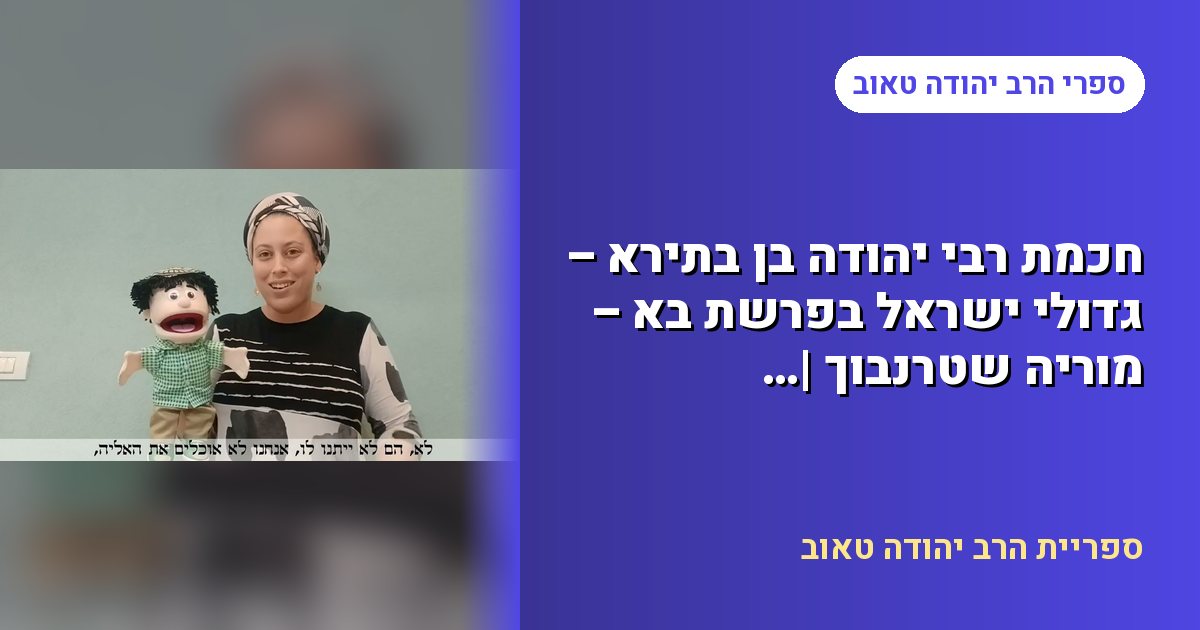 ספרי הרב יהודה טאוב
חכמת רבי יהודה בן בתירא –
גדולי ישראל בפרשת בא –
מוריה שטרנבוך |...
לא, הם לא ייתנו לו, אנחנו לא אוכלים את האליה,
ספריית הרב יהודה טאוב